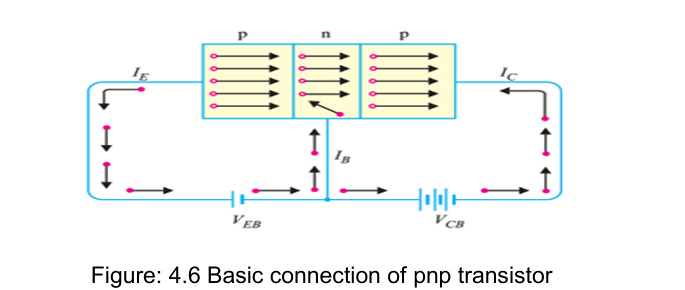 p n p
I_E I_C
I_B
V_EB V_CB
Figure: 4.6 Basic connection of pnp transistor